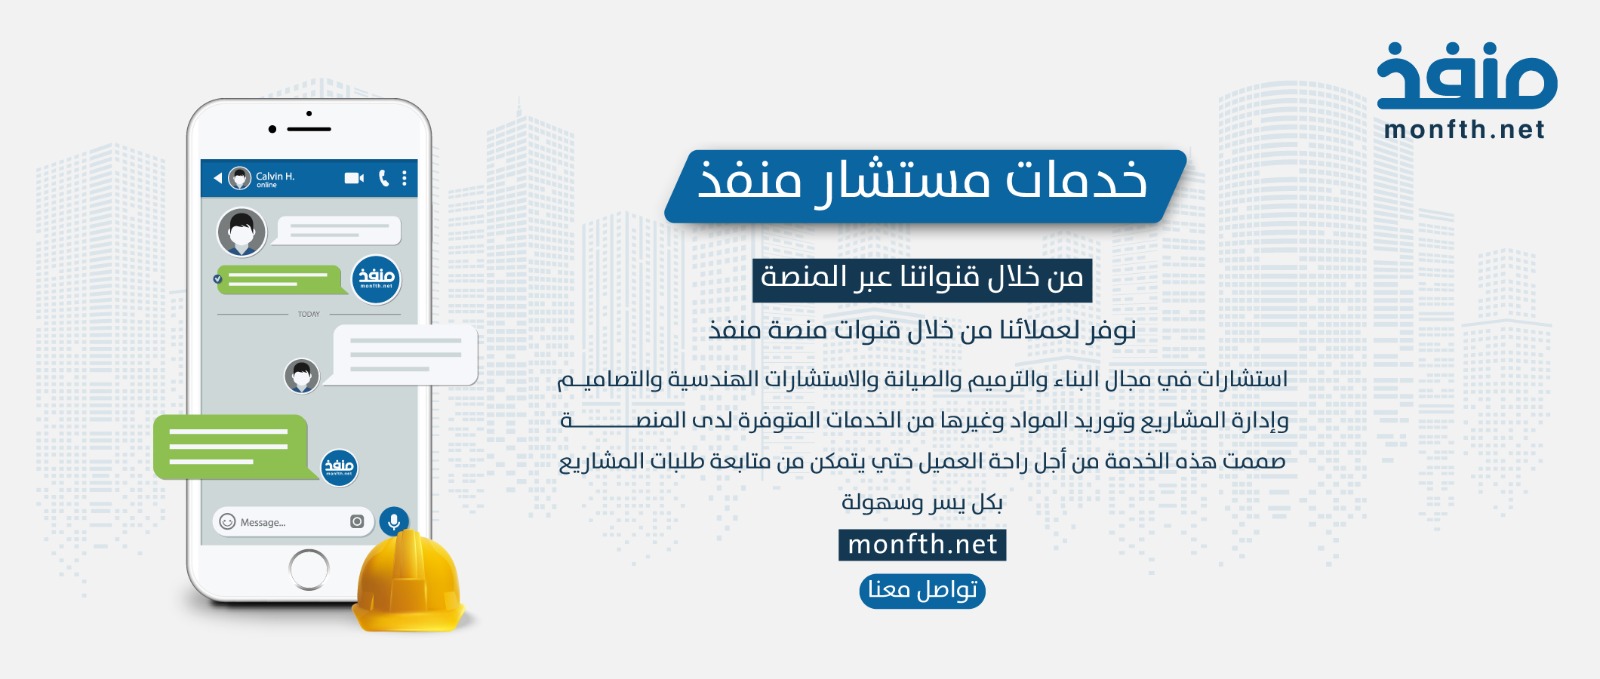 منفذ
monfth.net
خدمات مستشار منفذ
من خلال قنواتنا عبر المنصة
نوفر لعملائنا من خلال قنوات منصة منفذ
استشارات في مجال البناء والترميم والصيانة والاستشارات الهندسية والتصاميــم
وإدارة المشاريع وتوريد المواد وغيرها من الخدمات المتوفرة لدى المنصـــــــــة
صممت هذه الخدمة من أجل راحة العميل حتي يتمكن من متابعة طلبات المشاريع
بكل يسر وسهولة
monfth.net
تواصل معنا
Calvin H.
online
منفذ
monfth.net
TODAY
منفذ
monfth.net
Message...